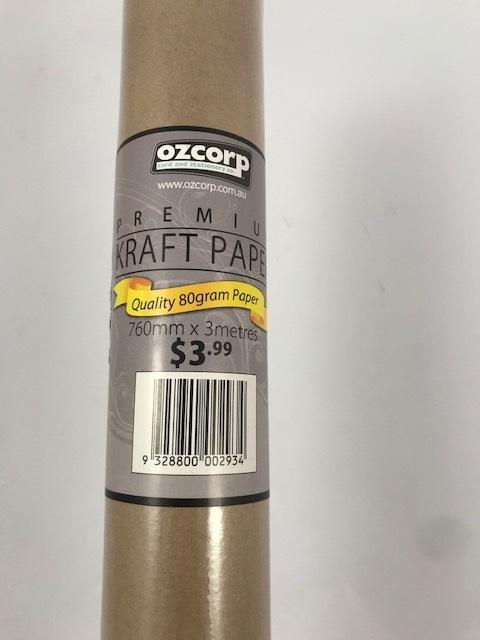 ozcorp
card and stationery co.
www.ozcorp.com.au
PREMIU
KRAFT PAPE
Quality 80gram Paper
760mm x 3metres
$3.99
9 328800 002934